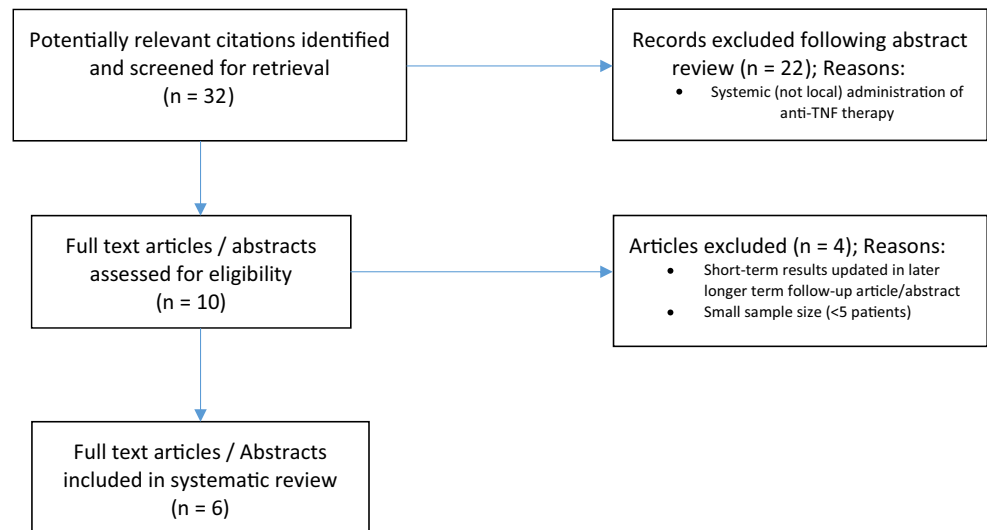 Potentially relevant citations identified
and screened for retrieval
(n = 32)
Records excluded following abstract
review (n = 22); Reasons:
• Systemic (not local) administration of
anti-TNF therapy
Full text articles / abstracts
assessed for eligibility
(n = 10)
Articles excluded (n = 4); Reasons:
• Short-term results updated in later
longer term follow-up article/abstract
• Small sample size (<5 patients)
Full text articles / Abstracts
included in systematic review
(n = 6)